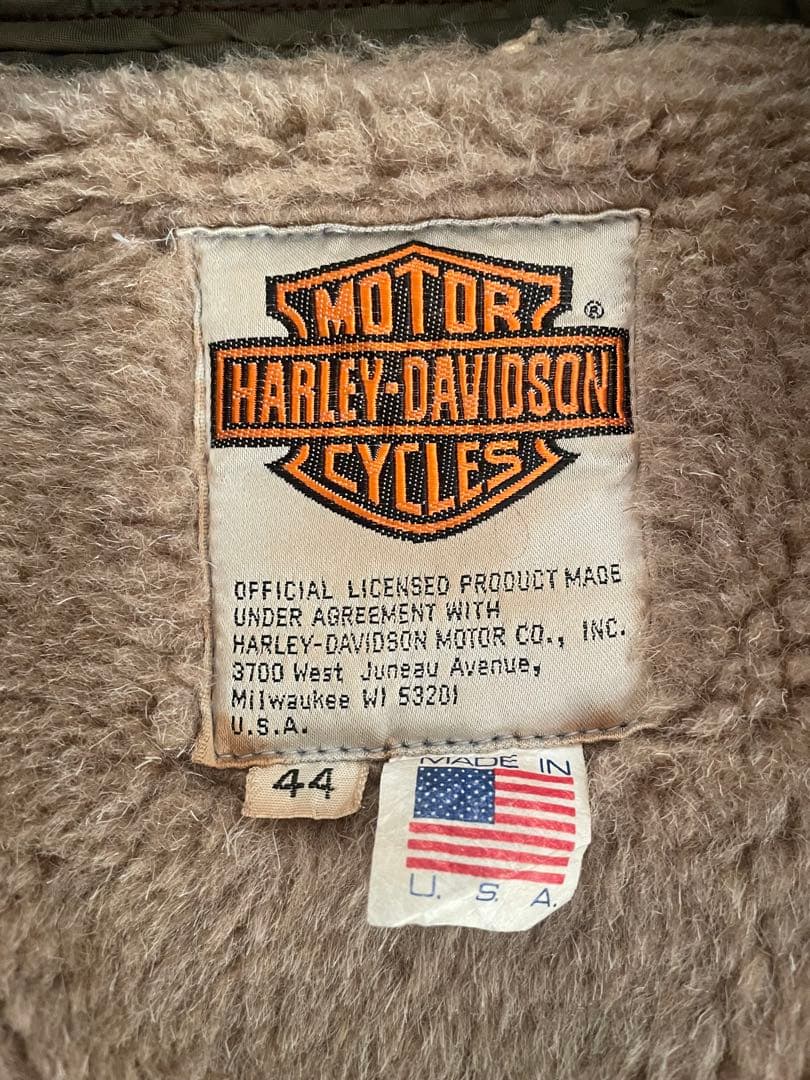 MOTOR
®
HARLEY-DAVIDSON
CYCLES
OFFICIAL LICENSED PRODUCT MADE
UNDER AGREEMENT WITH
HARLEY-DAVIDSON MOTOR CO., INC.
3700 West Juneau Avenue,
Milwaukee WI 53201
U.S.A.
44
MADE IN
U. S. A.